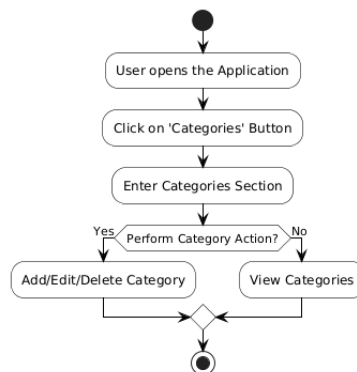 User opens the Application
Click on 'Categories' Button
Enter Categories Section
Perform Category Action?
Yes
No
Add/Edit/Delete Category
View Categories